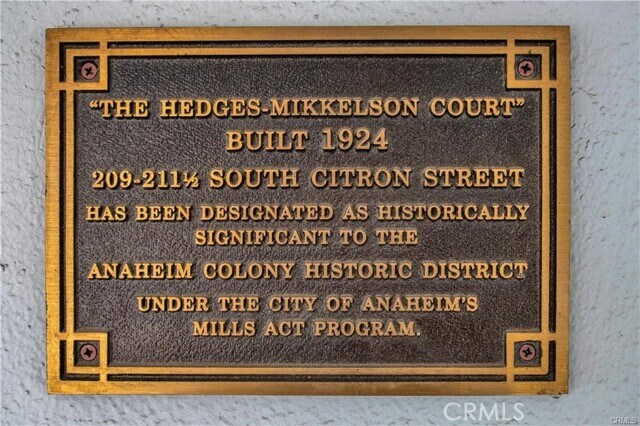 “THE HEDGES-MIKKELSON COURT”
BUILT 1924
209-211½ SOUTH CITRON STREET
HAS BEEN DESIGNATED AS HISTORICALLY
SIGNIFICANT TO THE
ANAHEIM COLONY HISTORIC DISTRICT
UNDER THE CITY OF ANAHEIM'S
MILLS ACT PROGRAM.
CRMLS
CRMLS